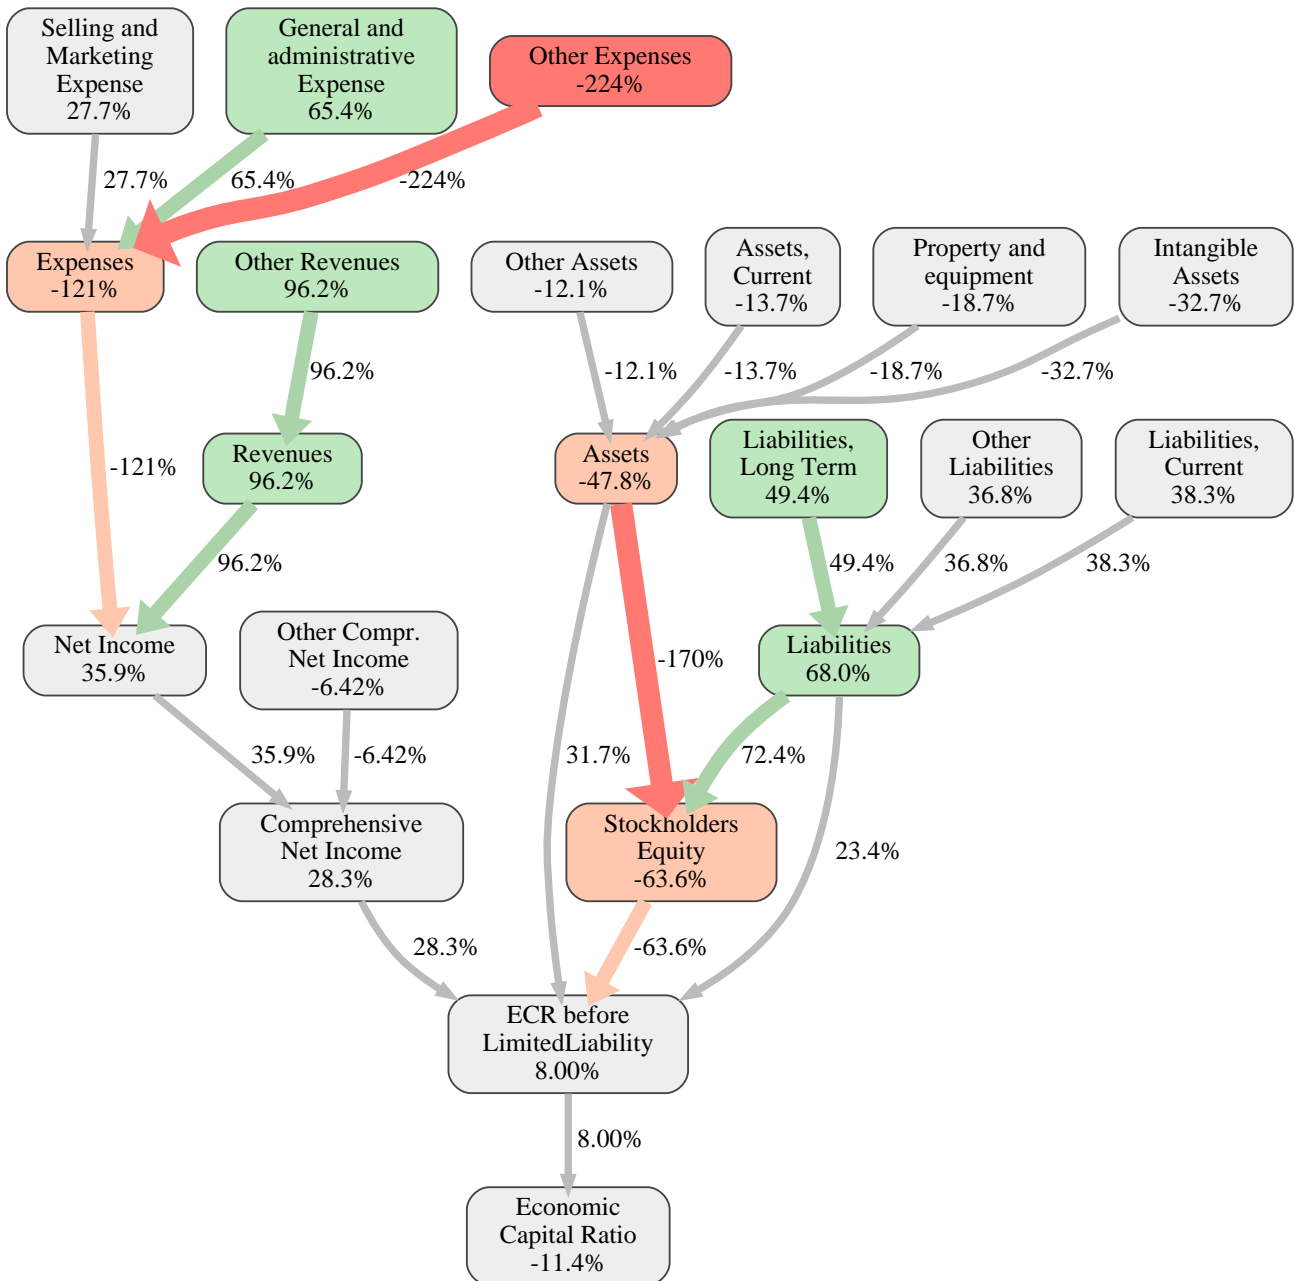 Selling and
Marketing
Expense
27.7%
General and
administrative
Expense
65.4%
Other Expenses
-224%
27.7%
65.4%
-224%
Expenses
-121%
Other Revenues
96.2%
Other Assets
-12.1%
Assets,
Current
-13.7%
Property and
equipment
-18.7%
Intangible
Assets
-32.7%
96.2%
-12.1%
-13.7%
-18.7%
-32.7%
-121%
Revenues
96.2%
Assets
-47.8%
Liabilities,
Long Term
49.4%
Other
Liabilities
36.8%
Liabilities,
Current
38.3%
96.2%
49.4%
36.8%
38.3%
Net Income
35.9%
Other Compr.
Net Income
-6.42%
-170%
Liabilities
68.0%
35.9%
-6.42%
31.7%
72.4%
Comprehensive
Net Income
28.3%
Stockholders
Equity
-63.6%
23.4%
28.3%
-63.6%
ECR before
LimitedLiability
8.00%
8.00%
Economic
Capital Ratio
-11.4%